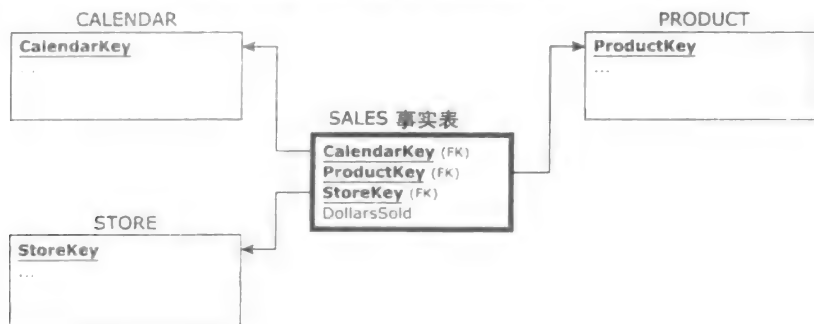 CALENDAR
CalendarKey
...
PRODUCT
ProductKey
...
SALES 事实表
CalendarKey (FK)
ProductKey (FK)
StoreKey (FK)
DollarsSold
STORE
StoreKey
...